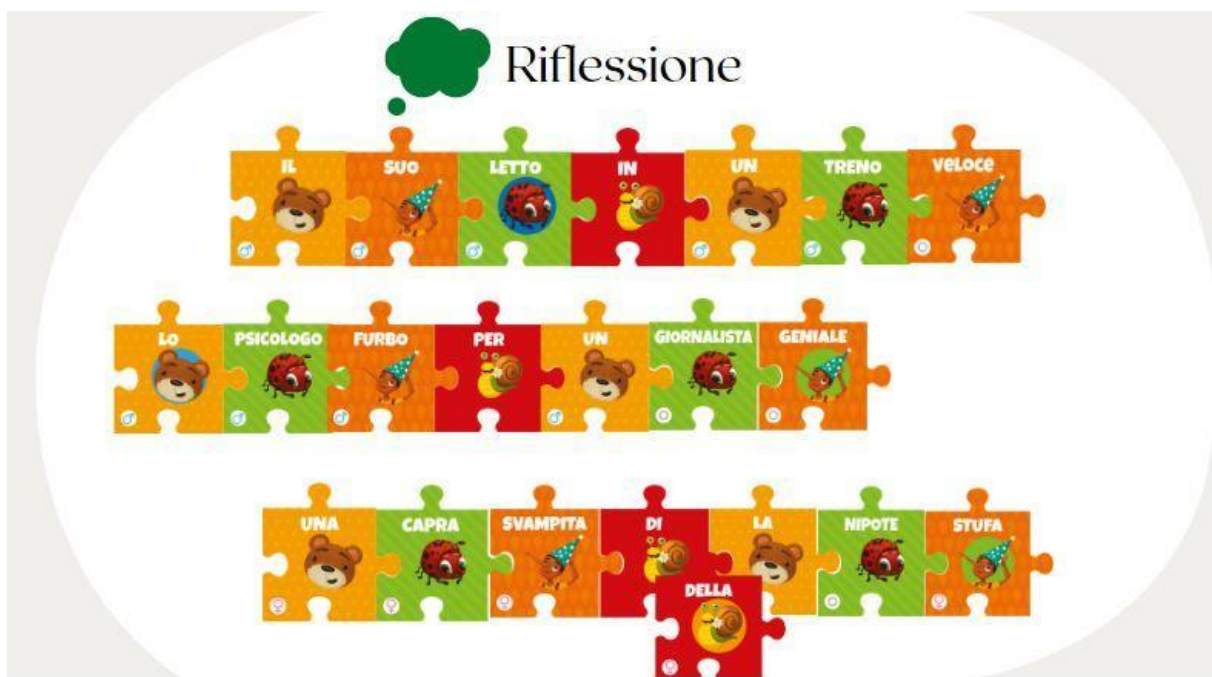 Riflessione
IL SUO LETTO IN UN TRENO VELOCE
LO PSICOLOGO FURBO PER UN GIORNALISTA GENIALE
UNA CAPRA SVAMPITA DI LA NIPOTE STUFA
DELLA